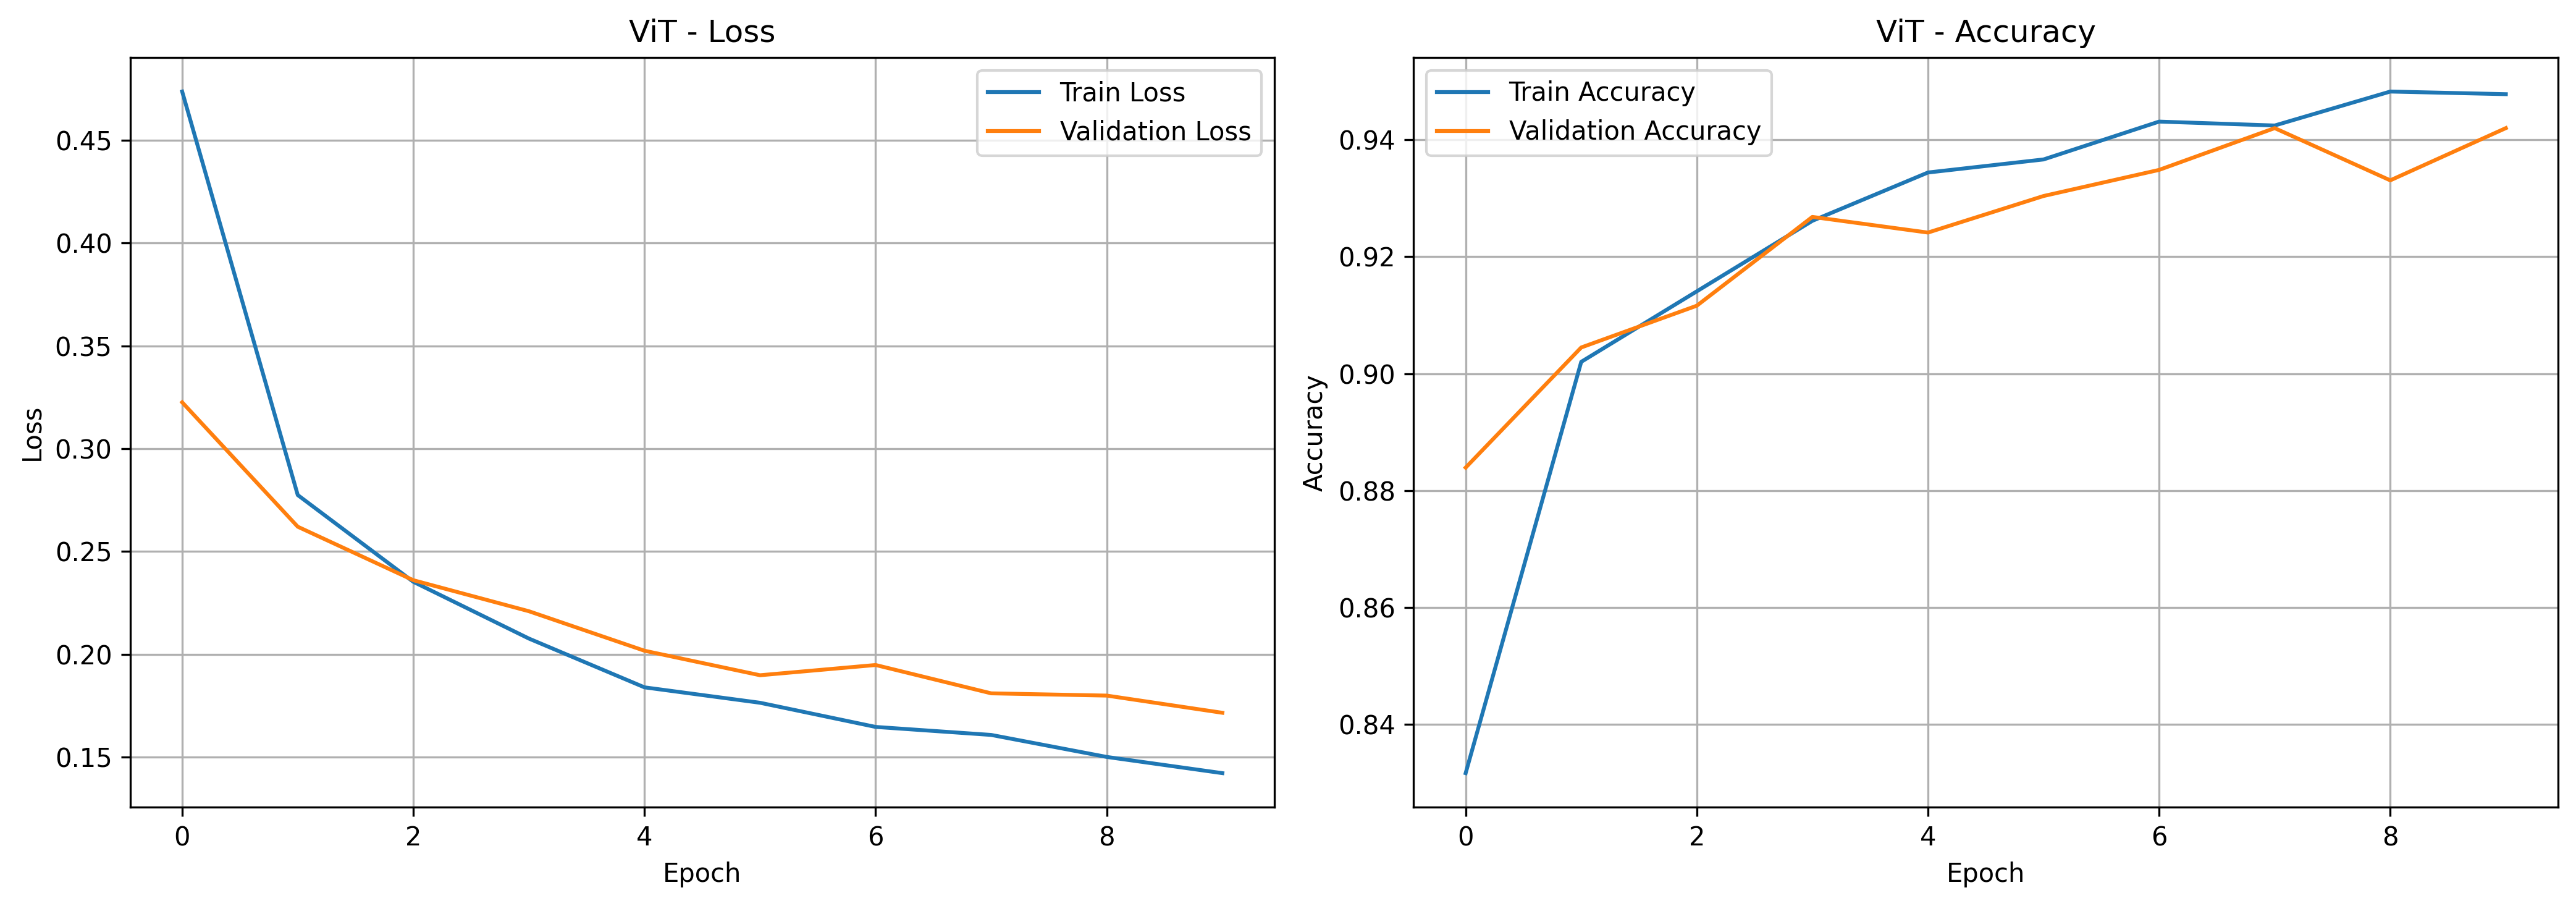 ViT - Loss
Train Loss
Validation Loss
0.45
0.40
0.35
0.30
0.25
0.20
0.15
Loss
0
2
4
6
8
Epoch
ViT - Accuracy
Train Accuracy
Validation Accuracy
0.94
0.92
0.90
0.88
0.86
0.84
Accuracy
0
2
4
6
8
Epoch